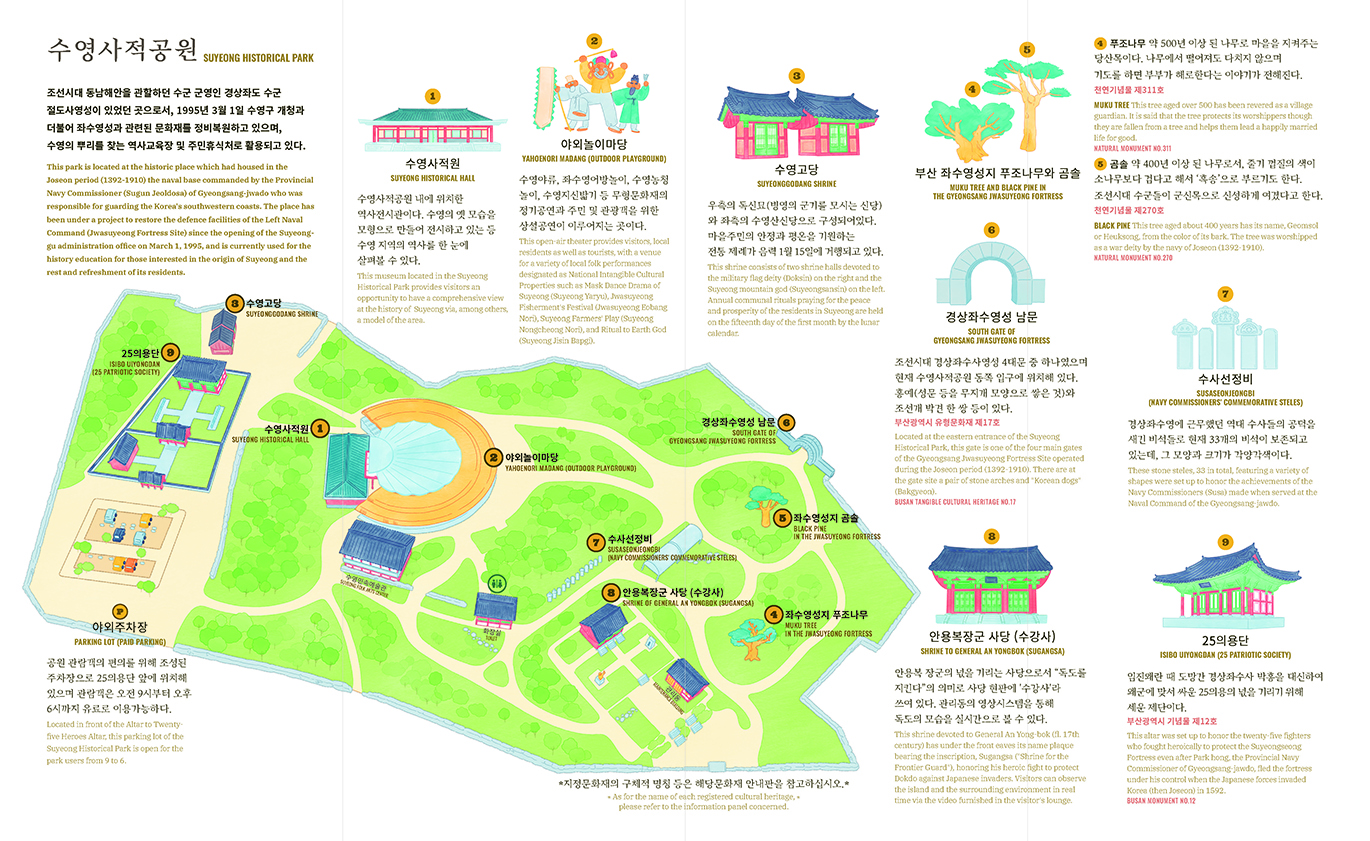 수영사적공원 SUYEONG HISTORICAL PARK
조선시대 동남해안을 관할하던 수군 군영인 경상좌도 수군
절도사영성이 있었던 곳으로서, 1995년 3월 1일 수영구 개청과
더불어 좌수영성과 관련된 문화재를 정비복원하고 있으며,
수영의 뿌리를 찾는 역사교육장 및 주민휴식처로 활용되고 있다.
This park is located at the historic place which had housed in the
Joseon period (1392-1910) the naval base commanded by the Provincial
Navy Commissioner (Sugun Jeoldosa) of Gyeongsang-jwado who was
responsible for guarding the Korea's southwestern coasts. The place has
been under a project to restore the defence facilities of the Left Naval
Command (Jwasuyeong Fortress Site) since the opening of the Suyeong-
gu administration office on March 1, 1995, and is currently used for the
history education for those interested in the origin of Suyeong and the
rest and refreshment of its residents.
1
수영사적원
SUYEONG HISTORICAL HALL
수영사적공원 내에 위치한
역사전시관이다. 수영의 옛 모습을
모형으로 만들어 전시하고 있는 등
수영 지역의 역사를 한 눈에
살펴볼 수 있다.
This museum located in the Suyeong
Historical Park provides visitors an
opportunity to have a comprehensive view
at the history of Suyeong via, among others,
a model of the area.
2
야외놀이마당
YAHOENORI MADANG (OUTDOOR PLAYGROUND)
수영야류, 좌수영어방놀이, 수영농청
놀이, 수영지신밟기 등 무형문화재의
정기공연과 주민 및 관광객을 위한
상설공연이 이루어지는 곳이다.
This open-air theater provides visitors, local
residents as well as tourists, with a venue
for a variety of local folk performances
designated as National Intangible Cultural
Properties such as Mask Dance Drama of
Suyeong (Suyeong Yaryu), Jwasuyeong
Fisherment's Festival (Jwasuyeong Eobang
Nori), Suyeong Farmers' Play (Suyeong
Nongcheong Nori), and Ritual to Earth God
(Suyeong Jisin Bapgi).
3
수영고당
SUYEONGGODANG SHRINE
우측의 독신묘(병영의 군기를 모시는 신당)
와 좌측의 수영산신당으로 구성되어있다.
마을주민의 안정과 평온을 기원하는
전통 제례가 음력 1월 15일에 거행되고 있다.
This shrine consists of two shrine halls devoted to
the military flag deity (Doksin) on the right and the
Suyeong mountain god (Suyeongsansin) on the left.
Annual communal rituals praying for the peace
and prosperity of the residents in Suyeong are held
on the fifteenth day of the first month by the lunar
calendar.
4
5
부산 좌수영성지 푸조나무와 곰솔
MUKU TREE AND BLACK PINE IN
THE GYEONGSANG JWASUYEONG FORTRESS
4 푸조나무 약 500년 이상 된 나무로 마을을 지켜주는
당산목이다. 나무에서 떨어져도 다치지 않으며
기도를 하면 부부가 해로한다는 이야기가 전해진다.
천연기념물 제311호
MUKU TREE This tree aged over 500 has been revered as a village
guardian. It is said that the tree protects its worshippers though
they are fallen from a tree and helps them lead a happily married
life for good.
NATURAL MONUMENT NO.311
5 곰솔 약 400년 이상 된 나무로서, 줄기 껍질의 색이
소나무보다 검다고 해서 '흑송'으로 부르기도 한다.
조선시대 수군들이 군신목으로 신성하게 여겼다고 한다.
천연기념물 제270호
BLACK PINE This tree aged about 400 years has its name, Geomsol
or Heuksong, from the color of its bark. The tree was worshipped
as a war deity by the navy of Joseon (1392-1910).
NATURAL MONUMENT NO.270
6
경상좌수영성 남문
SOUTH GATE OF
GYEONGSANG JWASUYEONG FORTRESS
조선시대 경상좌수사영성 4대문 중 하나였으며
현재 수영사적공원 동쪽 입구에 위치해 있다.
홍예(성문 등을 무지개 모양으로 쌓은 것)와
조선개 박견 한 쌍 등이 있다.
부산광역시 유형문화재 제17호
Located at the eastern entrance of the Suyeong
Historical Park, this gate is one of the four main gates
of the Gyeongsang Jwasuyeong Fortress Site operated
during the Joseon period (1392-1910). There are at
the gate site a pair of stone arches and "Korean dogs"
(Bakgyeon).
BUSAN TANGIBLE CULTURAL HERITAGE NO.17
7
수사선정비
SUSASEONJEONGBI
(NAVY COMMISSIONERS' COMMEMORATIVE STELES)
경상좌수영에 근무했던 역대 수사들의 공덕을
새긴 비석들로 현재 33개의 비석이 보존되고
있는데, 그 모양과 크기가 각양각색이다.
These stone steles, 33 in total, featuring a variety of
shapes were set up to honor the achievements of the
Navy Commissioners (Susa) made when served at the
Naval Command of the Gyeongsang-jawdo.
8
안용복장군 사당 (수강사)
SHRINE TO GENERAL AN YONGBOK (SUGANGSA)
안용복 장군의 넋을 기리는 사당으로서 "독도를
지킨다"의 의미로 사당 현판에 '수강사'라
쓰여 있다. 관리동의 영상시스템을 통해
독도의 모습을 실시간으로 볼 수 있다.
This shrine devoted to General An Yong-bok (fl. 17th
century) has under the front eaves its name plaque
bearing the inscription, Sugangsa ("Shrine for the
Frontier Guard"), honoring his heroic fight to protect
Dokdo against Japanese invaders. Visitors can observe
the island and the surrounding environment in real
time via the video furnished in the visitor's lounge.
9
25의용단
ISIBO UIYONGDAN (25 PATRIOTIC SOCIETY)
임진왜란 때 도망간 경상좌수사 박홍을 대신하여
왜군에 맞서 싸운 25의용의 넋을 기리기 위해
세운 제단이다.
부산광역시 기념물 제12호
This altar was set up to honor the twenty-five fighters
who fought heroically to protect the Suyeongseong
Fortress even after Park hong, the Provincial Navy
Commissioner of Gyeongsang-jwado, fled the fortress
under his control when the Japanese forces invaded
Korea (then Joseon) in 1592.
BUSAN MONUMENT NO.12
3 수영고당
SUYEONGGODANG SHRINE
25의용단 9
ISIBO UIYONGDAN
(25 PATRIOTIC SOCIETY)
수영사적원 1
SUYEONG HISTORICAL HALL
2 야외놀이마당
YAHOENORI MADANG (OUTDOOR PLAYGROUND)
경상좌수영성 남문 6
SOUTH GATE OF
GYEONGSANG JWASUYEONG FORTRESS
5 좌수영성지 곰솔
BLACK PINE
IN THE JWASUYEONG FORTRESS
7 수사선정비
SUSASEONJEONGBI
(NAVY COMMISSIONERS' COMMEMORATIVE STELES)
수영민속예술관
SUYEONG FOLK ARTS CENTER
화장실
TOILET
8 안용복장군 사당 (수강사)
SHRINE OF GENERAL AN YONGBOK (SUGANGSA)
4 좌수영성지 푸조나무
MUKU TREE
IN THE JWASUYEONG FORTRESS
관리동
P
야외주차장
PARKING LOT (PAID PARKING)
공원 관람객의 편의를 위해 조성된
주차장으로 25의용단 앞에 위치해
있으며 관람객은 오전 9시부터 오후
6시까지 유료로 이용가능하다.
Located in front of the Altar to Twenty-
five Heroes Altar, this parking lot of the
Suyeong Historical Park is open for the
park users from 9 to 6.
*지정문화재의 구체적 명칭 등은 해당문화재 안내판을 참고하십시오.*
* As for the name of each registered cultural heritage, *
please refer to the information panel concerned.